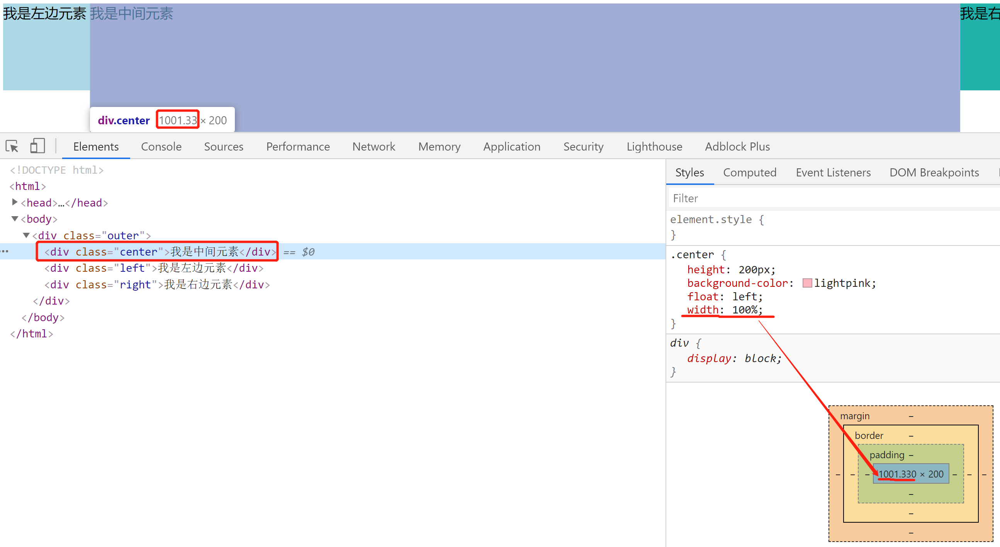 我是左边元素 我是中间元素 我是右
div.center 1001.33 × 200
Elements Console Sources Performance Network Memory Application Security Lighthouse Adblock Plus
<!DOCTYPE html>
<html>
<head>…</head>
<body>
<div class="outer">
<div class="center">我是中间元素</div> == $0
<div class="left">我是左边元素</div>
<div class="right">我是右边元素</div>
</div>
</body>
</html>
Styles Computed Event Listeners DOM Breakpoints
Filter
element.style {
}
.center {
height: 200px;
background-color: lightpink;
float: left;
width: 100%;
}
div {
display: block;
}
margin –
border –
padding –
– – – 1001.330 × 200 – – –
–
–
–